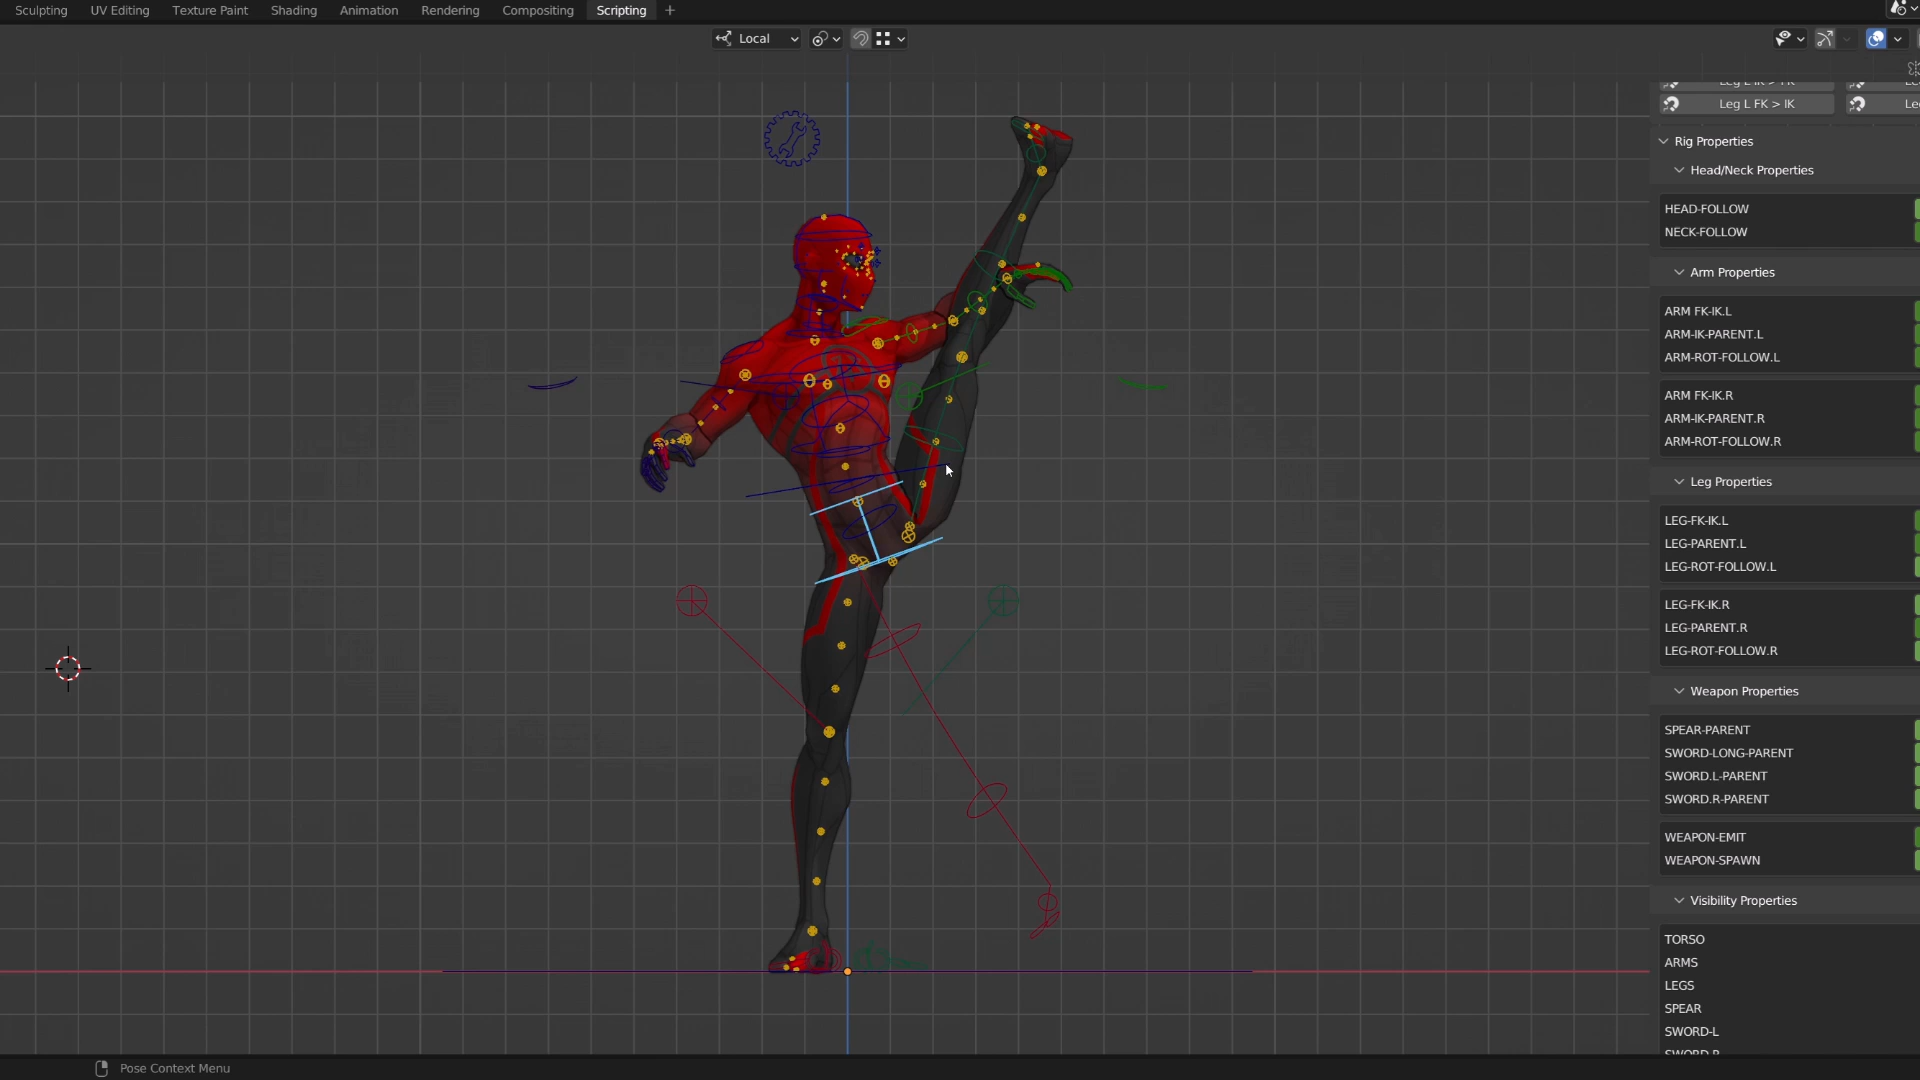 Sculpting UV Editing Texture Paint Shading Animation Rendering Compositing Scripting +
Local
Leg L FK > IK
Rig Properties
Head/Neck Properties
HEAD-FOLLOW
NECK-FOLLOW
Arm Properties
ARM FK-IK.L
ARM-IK-PARENT.L
ARM-ROT-FOLLOW.L
ARM FK-IK.R
ARM-IK-PARENT.R
ARM-ROT-FOLLOW.R
Leg Properties
LEG-FK-IK.L
LEG-PARENT.L
LEG-ROT-FOLLOW.L
LEG-FK-IK.R
LEG-PARENT.R
LEG-ROT-FOLLOW.R
Weapon Properties
SPEAR-PARENT
SWORD-LONG-PARENT
SWORD.L-PARENT
SWORD.R-PARENT
WEAPON-EMIT
WEAPON-SPAWN
Visibility Properties
TORSO
ARMS
LEGS
SPEAR
SWORD-L
Pose Context Menu